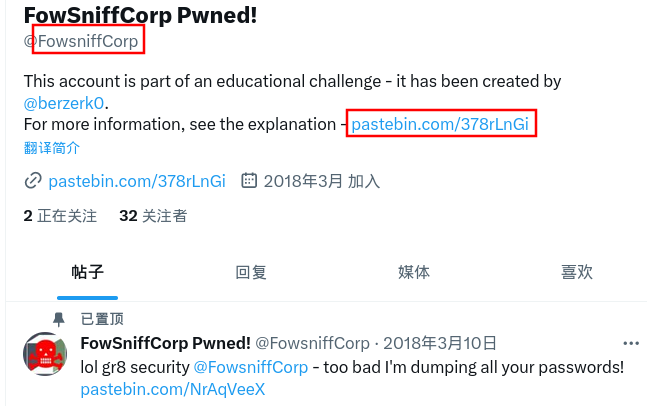 FowSniffCorp Pwned!
@FowsniffCorp
This account is part of an educational challenge - it has been created by
@berzerk0.
For more information, see the explanation - pastebin.com/378rLnGi
翻译简介
pastebin.com/378rLnGi 2018年3月 加入
2 正在关注 32 关注者
帖子 回复 媒体 喜欢
已置顶
FowSniffCorp Pwned! @FowsniffCorp · 2018年3月10日
lol gr8 security @FowsniffCorp - too bad I'm dumping all your passwords!
pastebin.com/NrAqVeeX